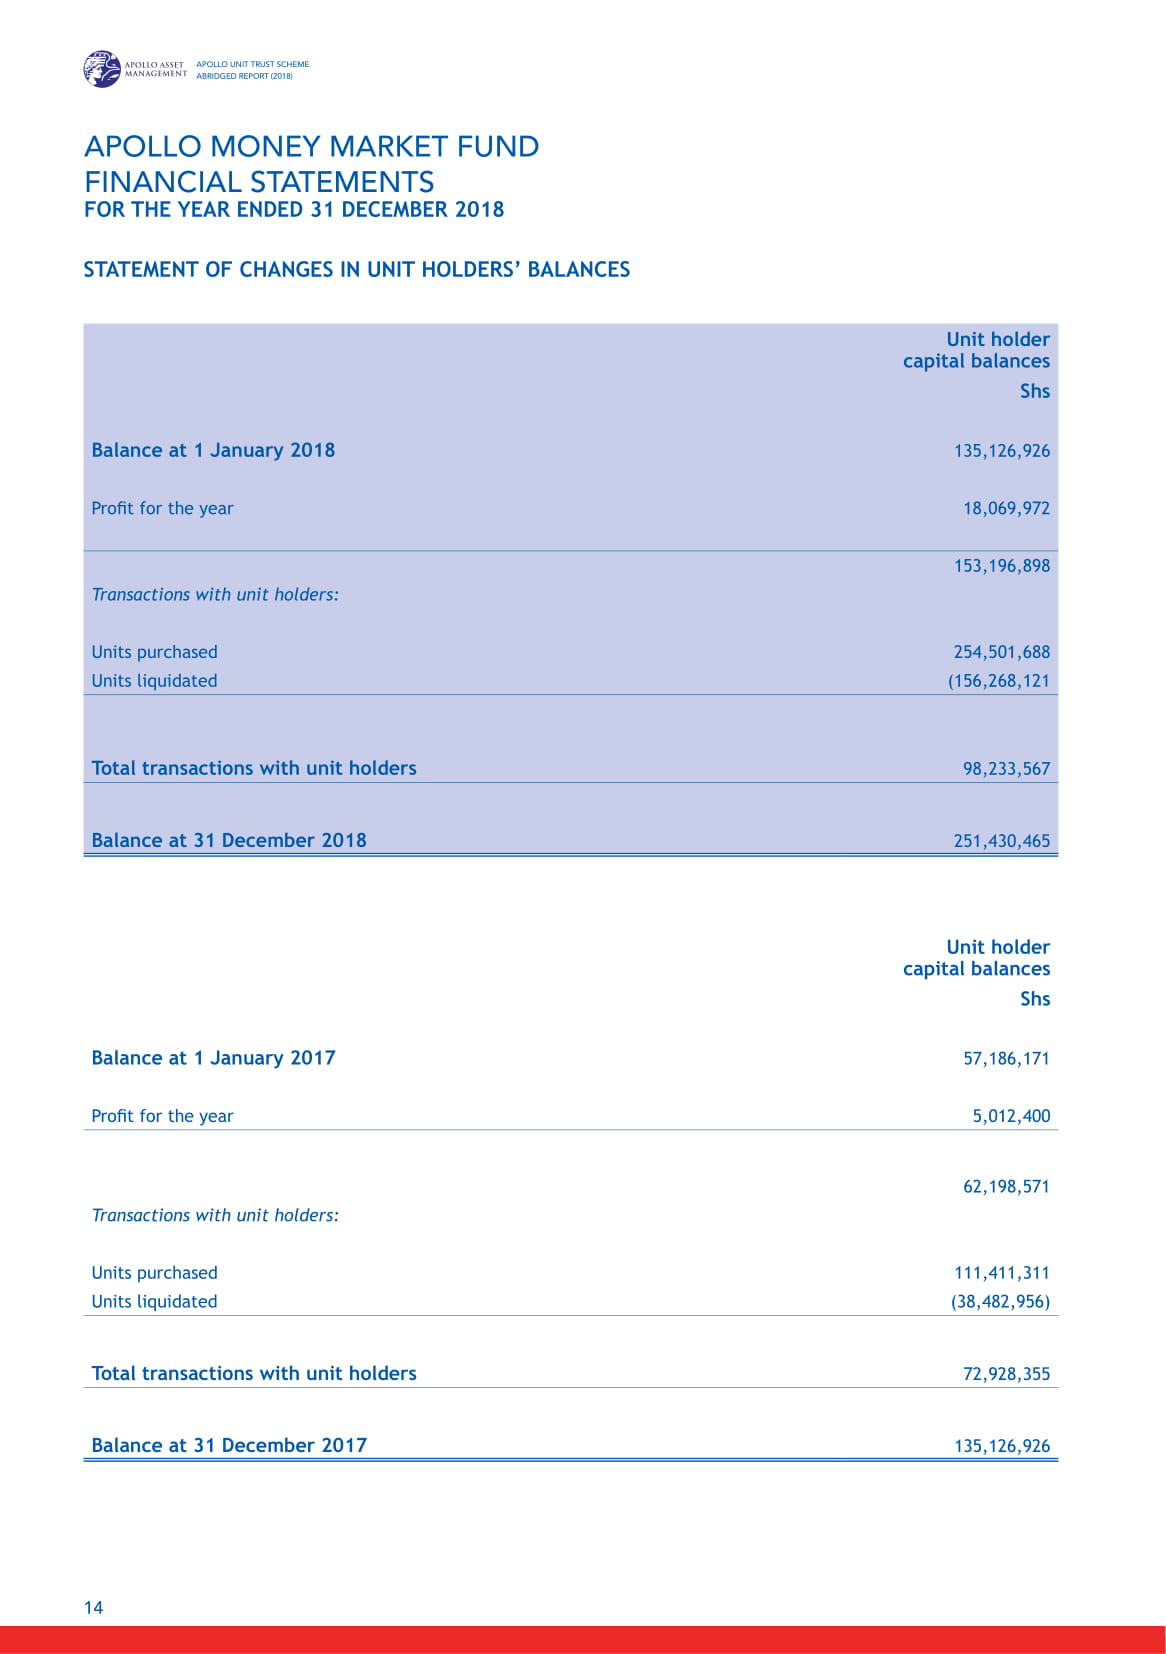 APOLLO ASSET
MANAGEMENT
APOLLO UNIT TRUST SCHEME
ABRIDGED REPORT (2018)
APOLLO MONEY MARKET FUND
FINANCIAL STATEMENTS
FOR THE YEAR ENDED 31 DECEMBER 2018
STATEMENT OF CHANGES IN UNIT HOLDERS’ BALANCES
Unit holder
capital balances
Shs
Balance at 1 January 2018 135,126,926
Profit for the year 18,069,972
153,196,898
Transactions with unit holders:
Units purchased 254,501,688
Units liquidated (156,268,121
Total transactions with unit holders 98,233,567
Balance at 31 December 2018 251,430,465
Unit holder
capital balances
Shs
Balance at 1 January 2017 57,186,171
Profit for the year 5,012,400
62,198,571
Transactions with unit holders:
Units purchased 111,411,311
Units liquidated (38,482,956)
Total transactions with unit holders 72,928,355
Balance at 31 December 2017 135,126,926
14